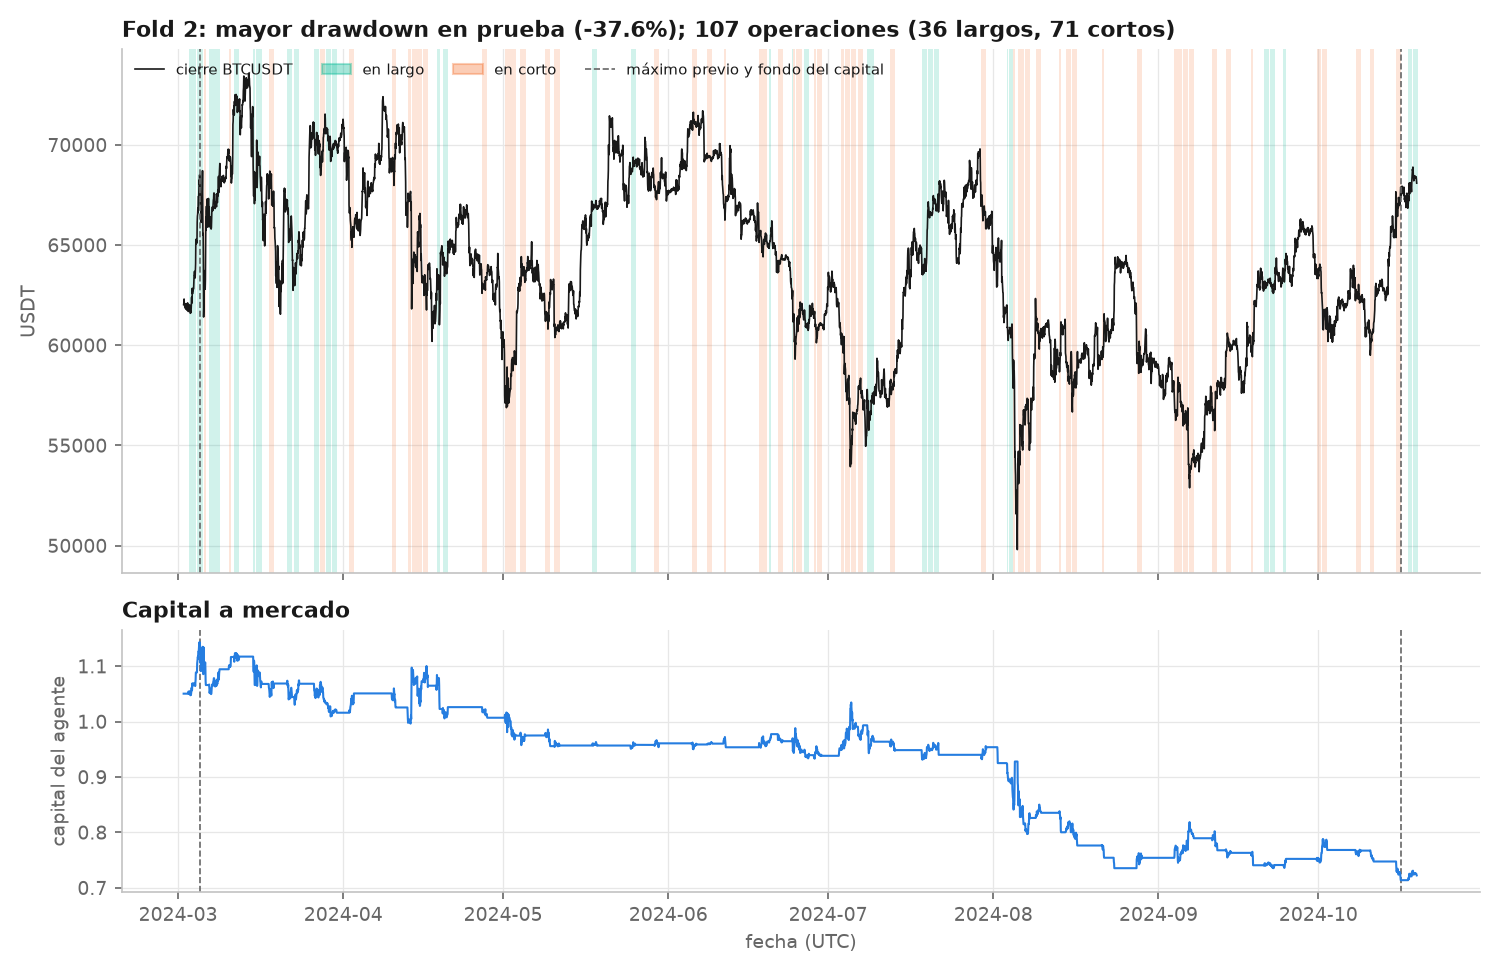 Fold 2: mayor drawdown en prueba (-37.6%); 107 operaciones (36 largos, 71 cortos)
cierre BTCUSDT en largo en corto máximo previo y fondo del capital
70000
65000
60000
55000
50000
USDT
Capital a mercado
1.1
1.0
0.9
0.8
0.7
capital del agente
2024-03 2024-04 2024-05 2024-06 2024-07 2024-08 2024-09 2024-10
fecha (UTC)